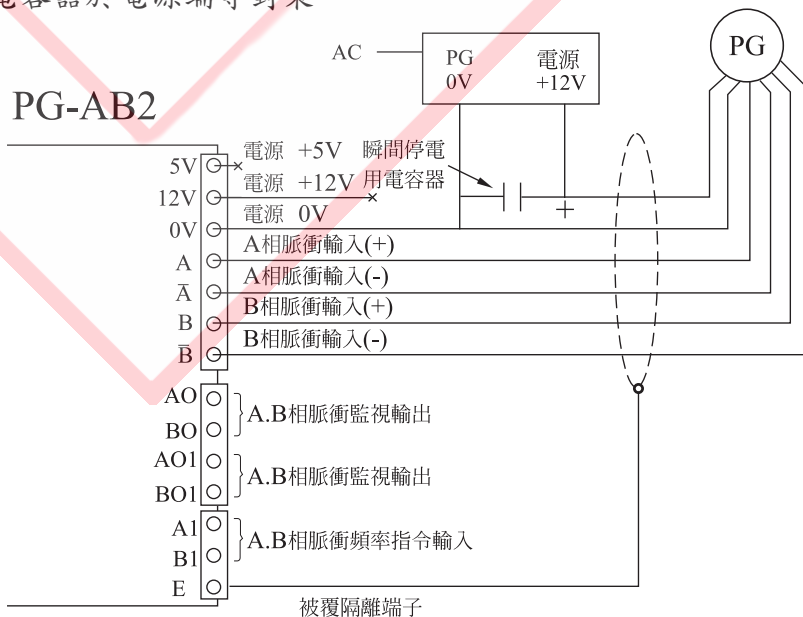 電容器於電源端等對策
AC
PG 電源
0V +12V
PG
PG-AB2
5V 電源 +5V 瞬間停電
12V 電源 +12V 用電容器
0V 電源 0V
A A相脈衝輸入(+)
A̅ A相脈衝輸入(-)
B B相脈衝輸入(+)
B̅ B相脈衝輸入(-)
AO
BO A.B相脈衝監視輸出
AO1
BO1 A.B相脈衝監視輸出
A1
B1 A.B相脈衝頻率指令輸入
E
被覆隔離端子